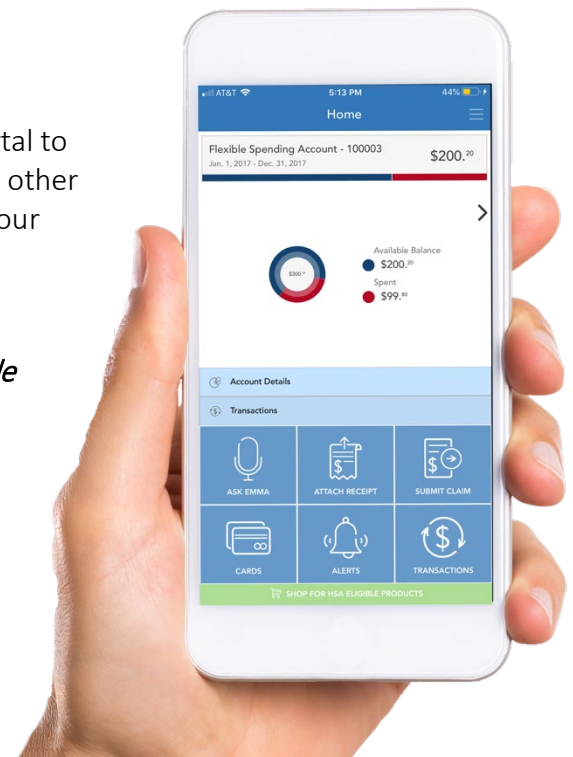 rtal to
other
our
le
AT&T 5:13 PM 44%
Home
Flexible Spending Account - 100003
Jan. 1, 2017 - Dec. 31, 2017
$200.20
Available Balance
$200.20
Spent
$99.80
$300.00
Account Details
Transactions
ASK EMMA ATTACH RECEIPT SUBMIT CLAIM
CARDS ALERTS TRANSACTIONS
SHOP FOR HSA ELIGIBLE PRODUCTS